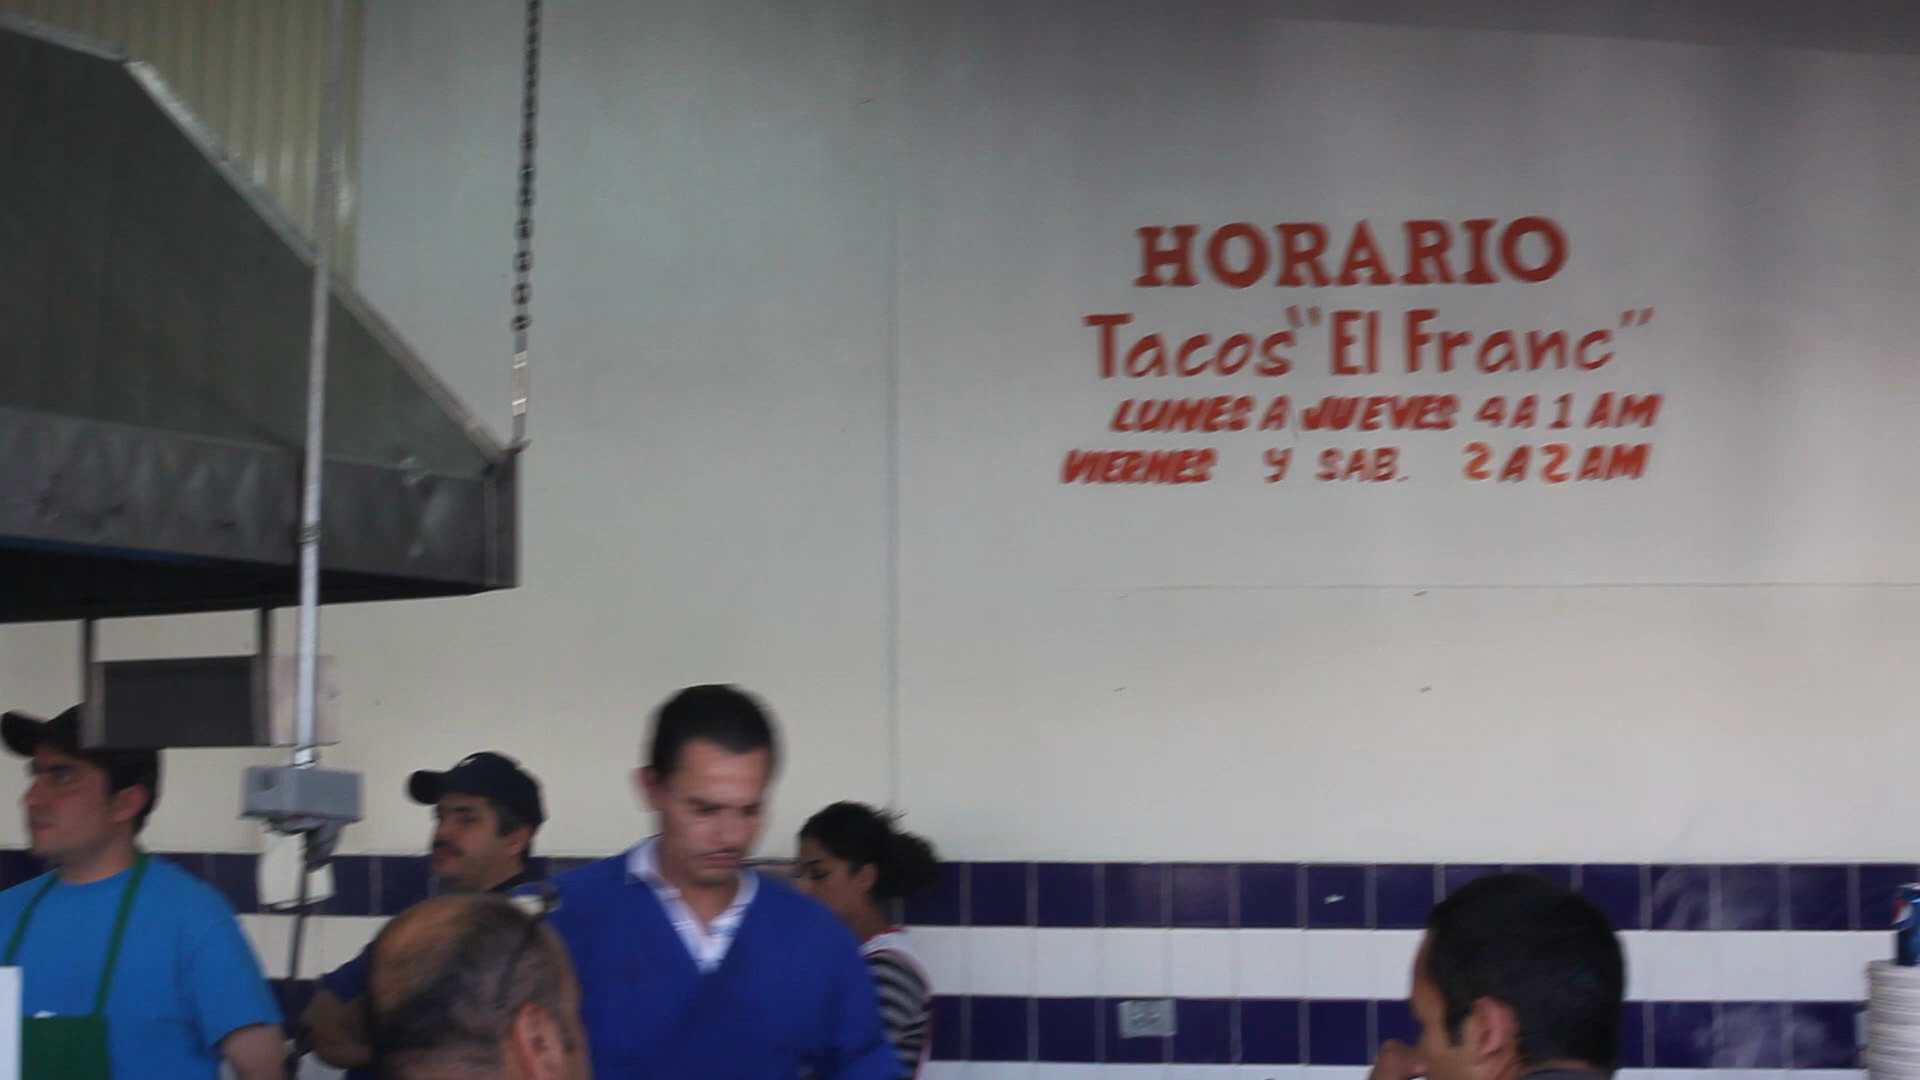 HORARIO
Tacos "El Franc"
LUNES A JUEVES 4 A 1 AM
VIERNES Y SAB. 2 A 2 AM